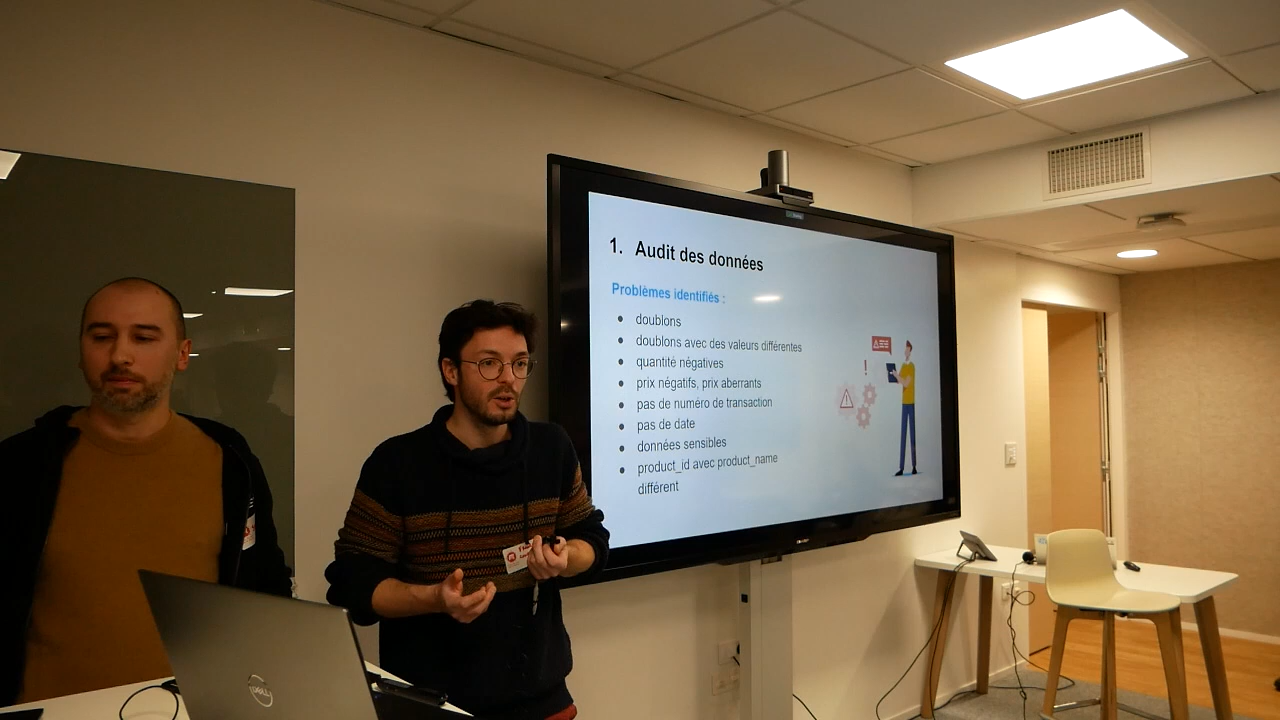 1. Audit des données
Problèmes identifiés :
• doublons
• doublons avec des valeurs différentes
• quantité négatives
• prix négatifs, prix aberrants
• pas de numéro de transaction
• pas de date
• données sensibles
• product_id avec product_name
différent
DELL